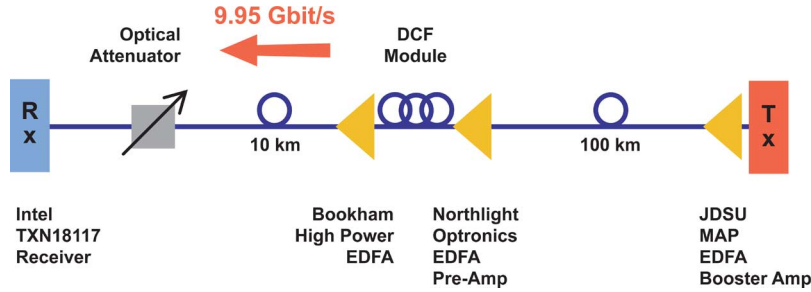 9.95 Gbit/s
Optical
Attenuator
DCF
Module
R
x
T
x
10 km
100 km
Intel
TXN18117
Receiver
Bookham
High Power
EDFA
Northlight
Optronics
EDFA
Pre-Amp
JDSU
MAP
EDFA
Booster Amp